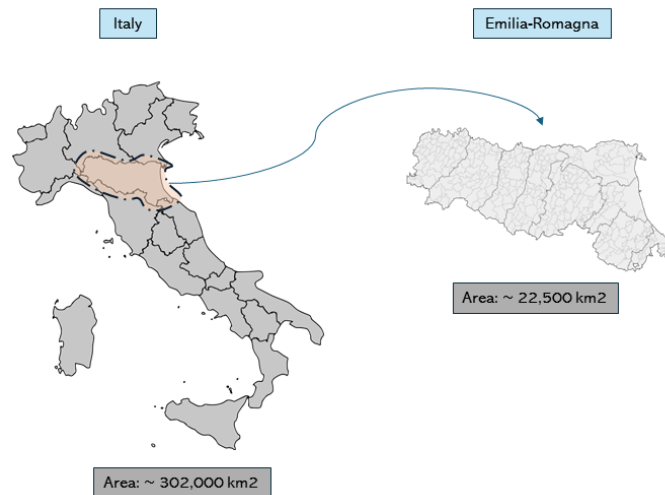 Italy
Emilia-Romagna
Area: ~ 22,500 km2
Area: ~ 302,000 km2